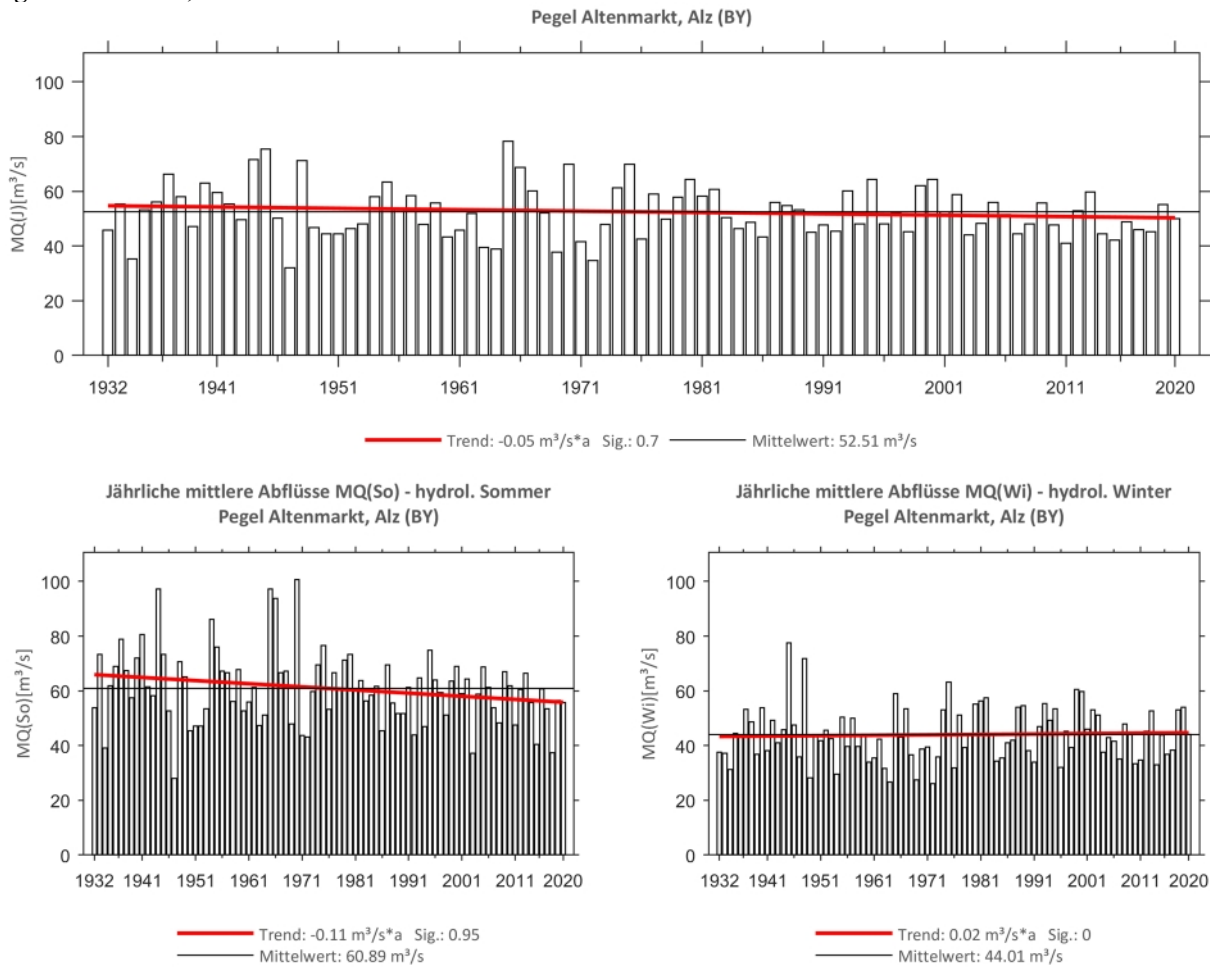 Pegel Altenmarkt, Alz (BY)
100
80
60
40
20
0
MQ(J)[m³/s]
1932 1941 1951 1961 1971 1981 1991 2001 2011 2020
Trend: -0.05 m³/s*a Sig.: 0.7 Mittelwert: 52.51 m³/s
Jährliche mittlere Abflüsse MQ(So) - hydrol. Sommer
Pegel Altenmarkt, Alz (BY)
100
80
60
40
20
0
MQ(So)[m³/s]
1932 1941 1951 1961 1971 1981 1991 2001 2011 2020
Trend: -0.11 m³/s*a Sig.: 0.95
Mittelwert: 60.89 m³/s
Jährliche mittlere Abflüsse MQ(Wi) - hydrol. Winter
Pegel Altenmarkt, Alz (BY)
100
80
60
40
20
0
MQ(Wi)[m³/s]
1932 1941 1951 1961 1971 1981 1991 2001 2011 2020
Trend: 0.02 m³/s*a Sig.: 0
Mittelwert: 44.01 m³/s